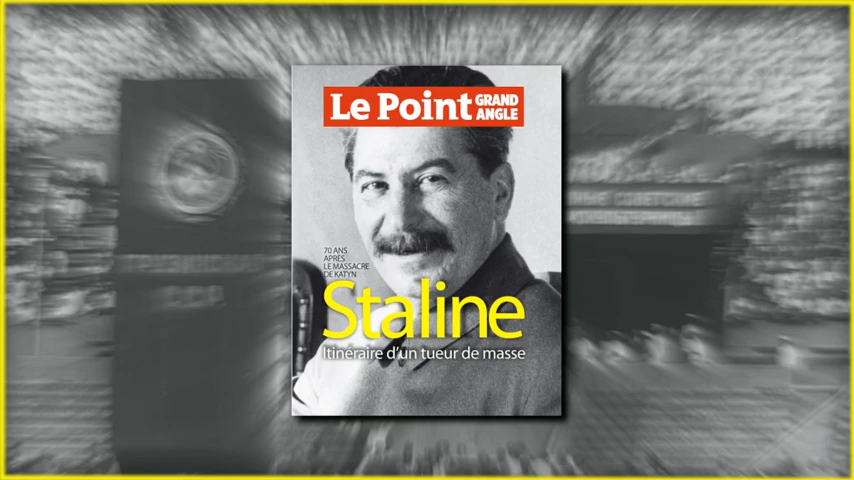 Le Point GRAND
ANGLE
70 ANS
APRÈS
LE MASSACRE
DE KATYN
Staline
Itinéraire d'un tueur de masse